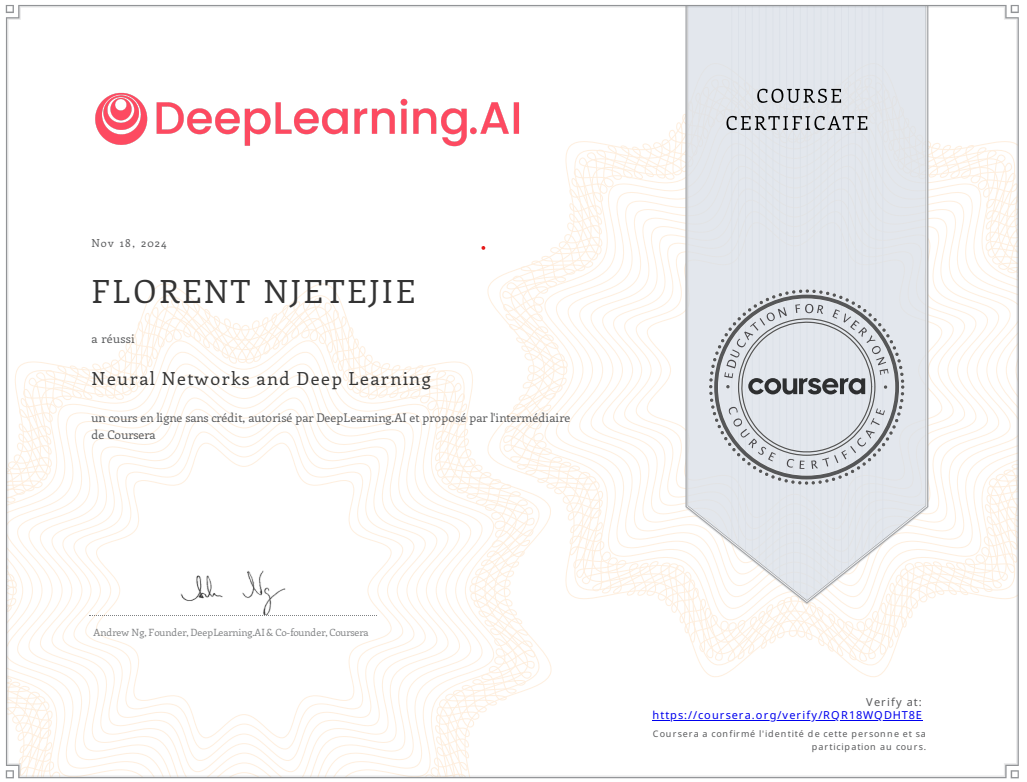 DeepLearning.AI
COURSE
CERTIFICATE
Nov 18, 2024
FLORENT NJETEJIE
a réussi
Neural Networks and Deep Learning
un cours en ligne sans crédit, autorisé par DeepLearning.AI et proposé par l'intermédiaire
de Coursera
EDUCATION FOR EVERYONE
coursera
COURSE CERTIFICATE
Andrew Ng, Founder, DeepLearning.AI & Co-founder, Coursera
Verify at:
https://coursera.org/verify/RQR18WQDHT8E
Coursera a confirmé l'identité de cette personne et sa
participation au cours.